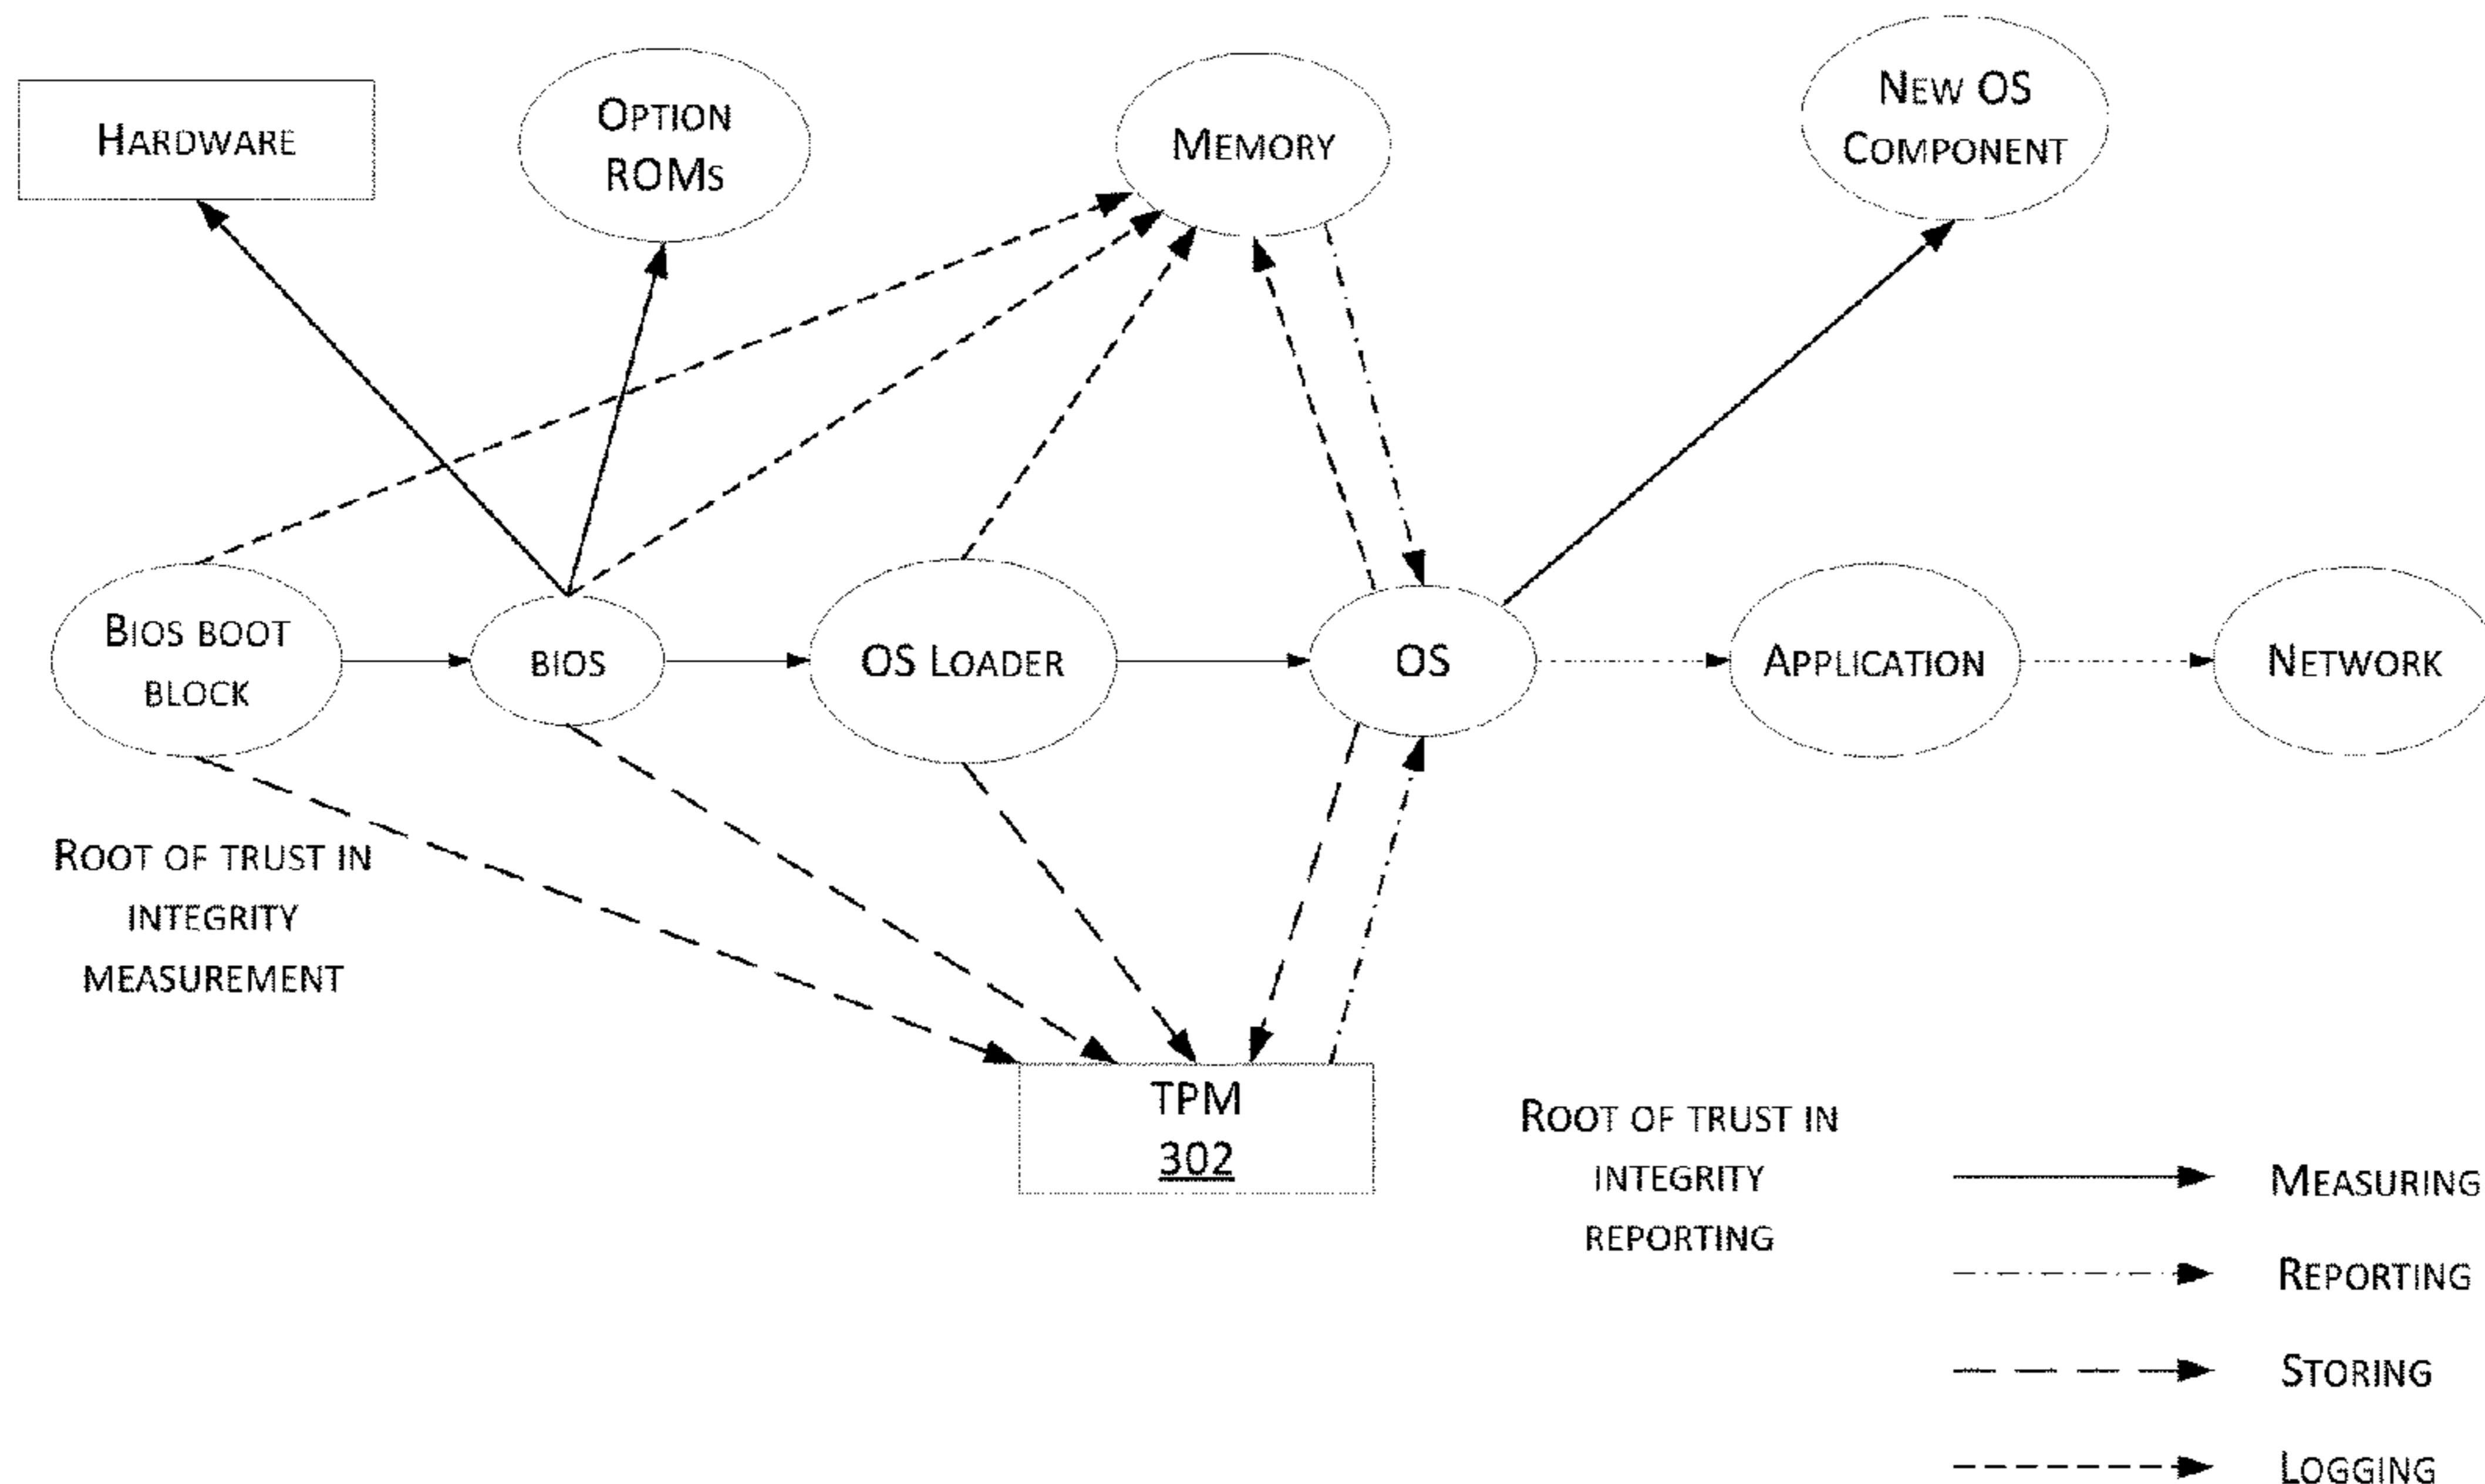 HARDWARE
OPTION
ROMS
MEMORY
NEW OS
COMPONENT
BIOS BOOT
BLOCK
BIOS
OS LOADER
OS
APPLICATION
NETWORK
ROOT OF TRUST IN
INTEGRITY
MEASUREMENT
TPM
302
ROOT OF TRUST IN
INTEGRITY
REPORTING
MEASURING
REPORTING
STORING
LOGGING